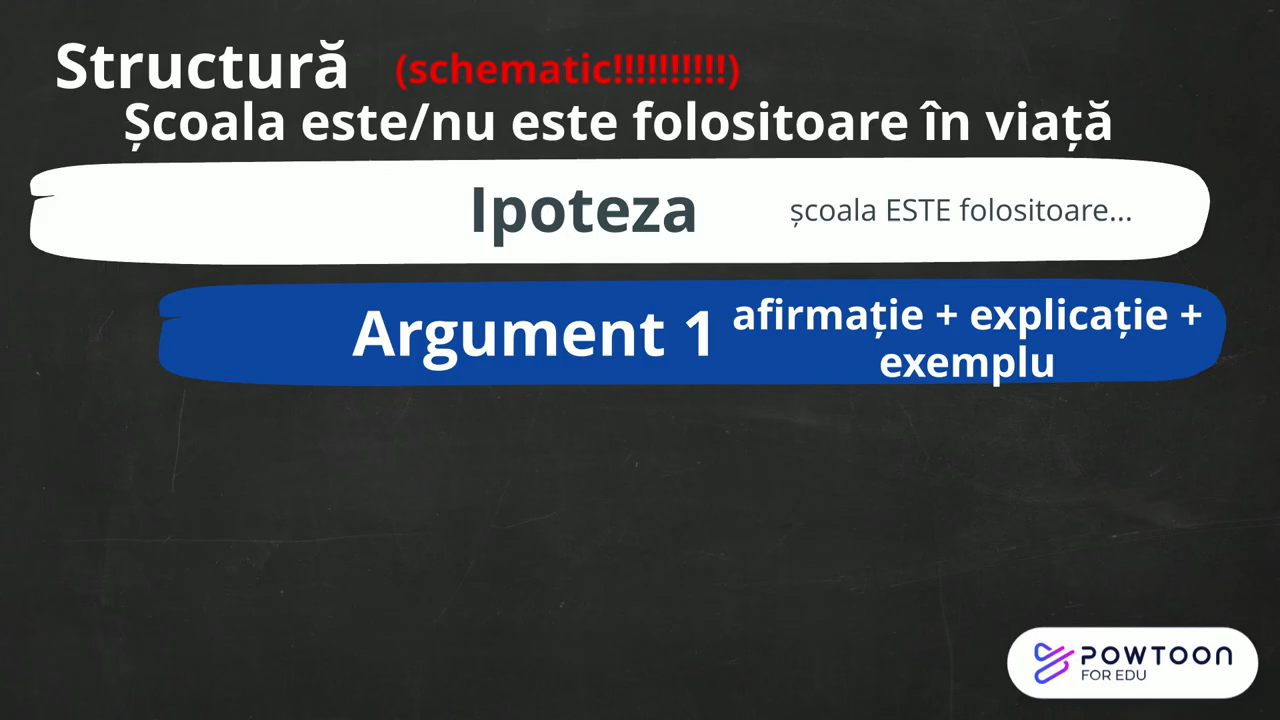 Structură (schematic!!!!!!!!!!)
Școala este/nu este folositoare în viață
Ipoteza școala ESTE folositoare...
Argument 1 afirmație + explicație +
exemplu
POWTOON
FOR EDU